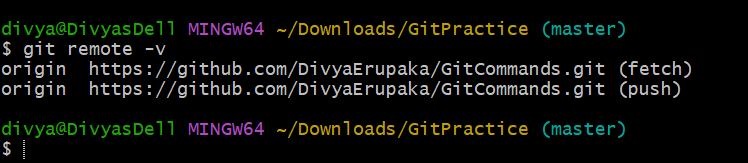 divya@DivyasDell MINGW64 ~/Downloads/GitPractice (master)
$ git remote -v
origin  https://github.com/DivyaErupaka/GitCommands.git (fetch)
origin  https://github.com/DivyaErupaka/GitCommands.git (push)
divya@DivyasDell MINGW64 ~/Downloads/GitPractice (master)
$